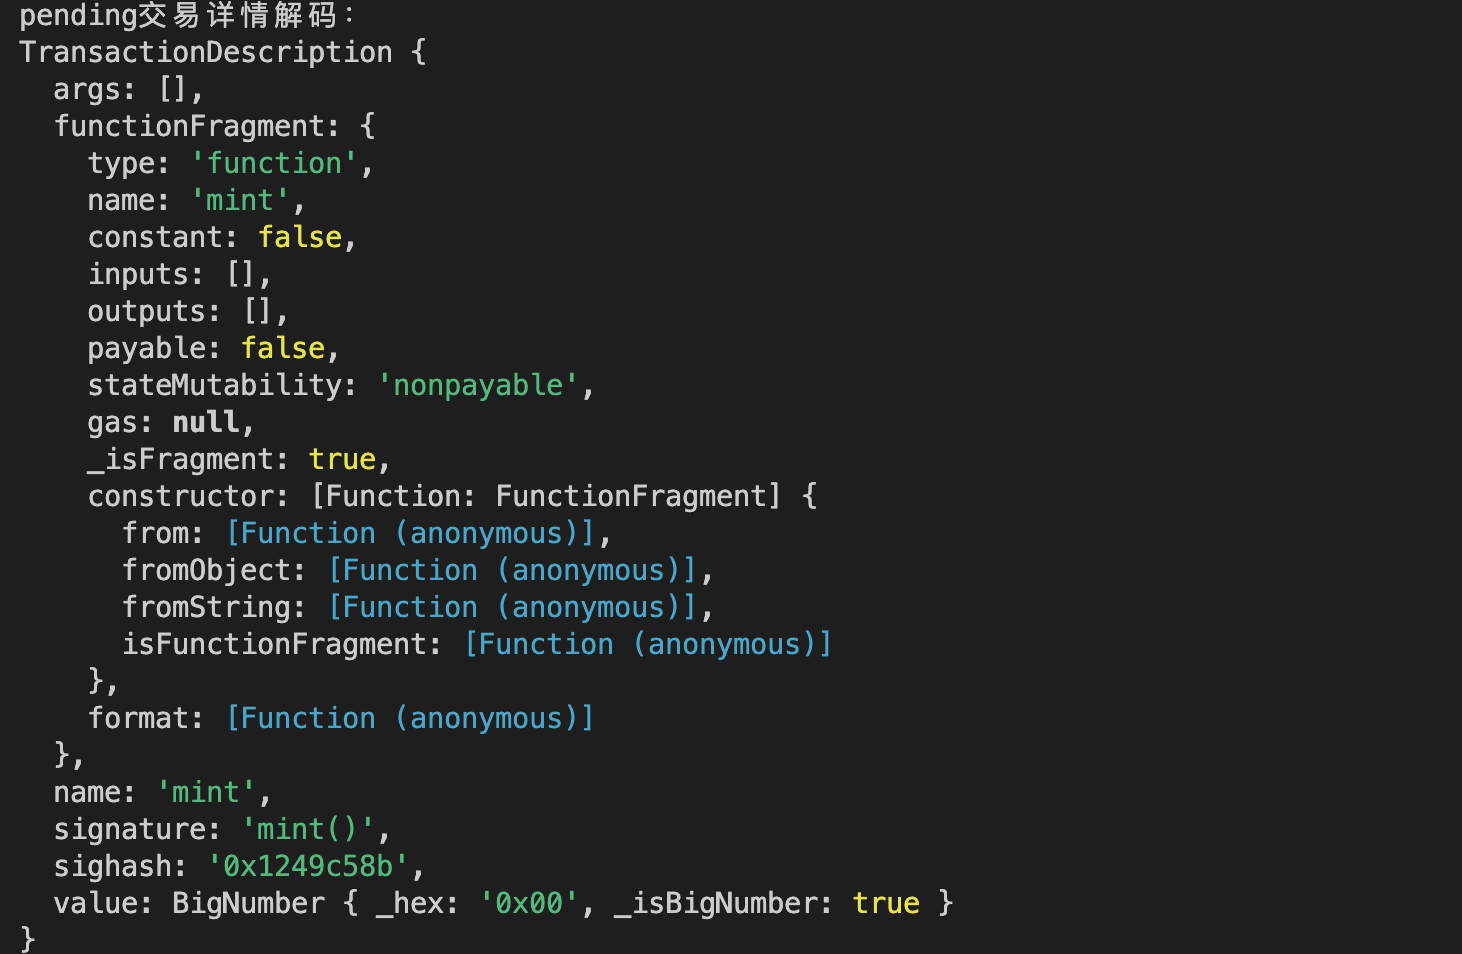 pending交易详情解码：
TransactionDescription {
  args: [],
  functionFragment: {
    type: 'function',
    name: 'mint',
    constant: false,
    inputs: [],
    outputs: [],
    payable: false,
    stateMutability: 'nonpayable',
    gas: null,
    _isFragment: true,
    constructor: [Function: FunctionFragment] {
      from: [Function (anonymous)],
      fromObject: [Function (anonymous)],
      fromString: [Function (anonymous)],
      isFunctionFragment: [Function (anonymous)]
    },
    format: [Function (anonymous)]
  },
  name: 'mint',
  signature: 'mint()',
  sighash: '0x1249c58b',
  value: BigNumber { _hex: '0x00', _isBigNumber: true }
}